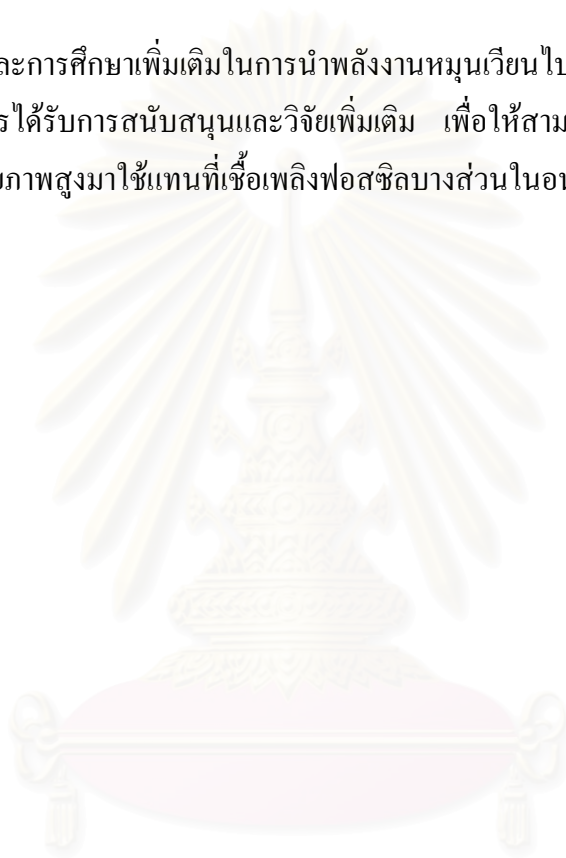 ละการศึกษาเพิ่มเติมในการนำพลังงานหมุนเวียนไป
รได้รับการสนับสนุนและวิจัยเพิ่มเติม เพื่อให้สาม
ภาพสูงมาใช้แทนที่เชื้อเพลิงฟอสซิลบางส่วนในอน